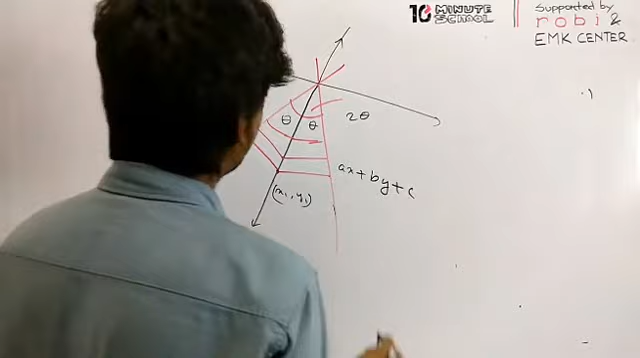 10 MINUTE SCHOOL
Supported by
robi &
EMK CENTER
θ
θ
2θ
ax+by+c
(x₁, y₁)